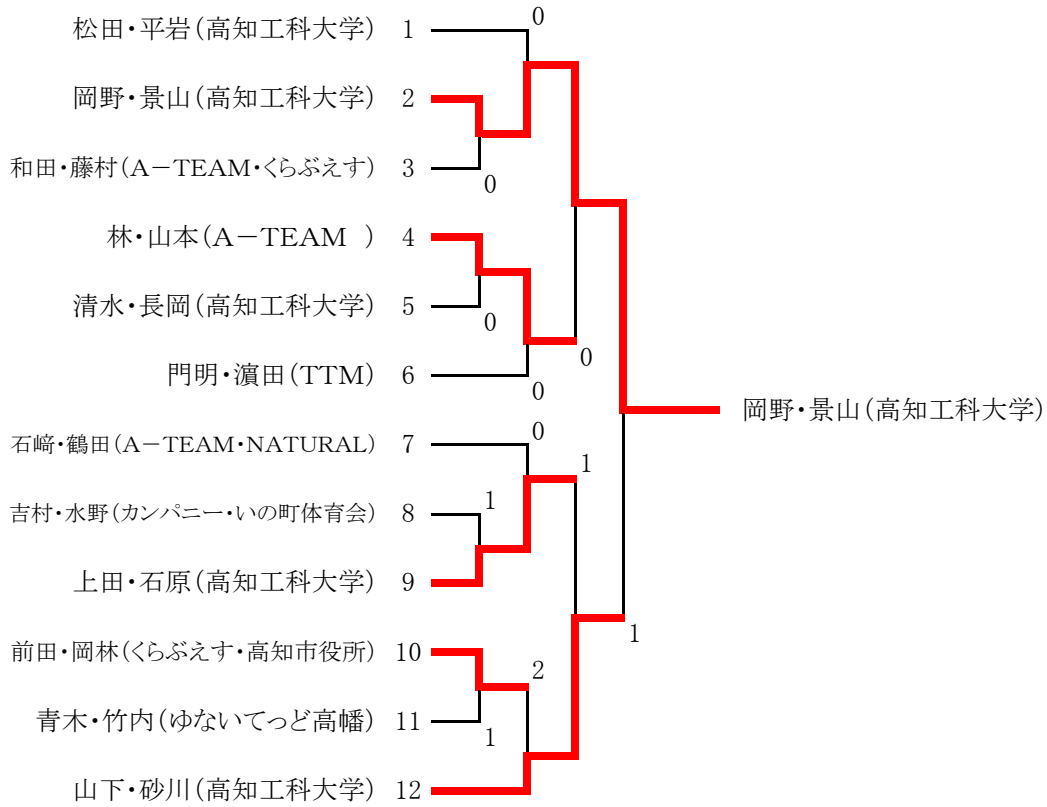 松田・平岩(高知工科大学) 1
0
岡野・景山(高知工科大学) 2
和田・藤村(A－TEAM・くらぶえす) 3
0
林・山本(A－TEAM ) 4
清水・長岡(高知工科大学) 5
0
0
門明・濵田(TTM) 6
0
岡野・景山(高知工科大学)
石﨑・鶴田(A－TEAM・NATURAL) 7
0
1
吉村・水野(カンパニー・いの町体育会) 8
1
上田・石原(高知工科大学) 9
1
前田・岡林(くらぶえす・高知市役所) 10
2
青木・竹内(ゆないてっど高幡) 11
1
山下・砂川(高知工科大学) 12